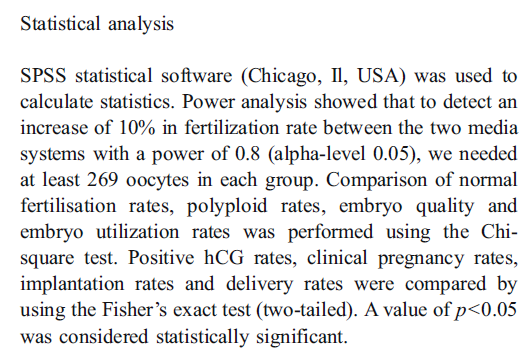 Statistical analysis
SPSS statistical software (Chicago, Il, USA) was used to
calculate statistics. Power analysis showed that to detect an
increase of 10% in fertilization rate between the two media
systems with a power of 0.8 (alpha-level 0.05), we needed
at least 269 oocytes in each group. Comparison of normal
fertilisation rates, polyploid rates, embryo quality and
embryo utilization rates was performed using the Chi-
square test. Positive hCG rates, clinical pregnancy rates,
implantation rates and delivery rates were compared by
using the Fisher's exact test (two-tailed). A value of p<0.05
was considered statistically significant.